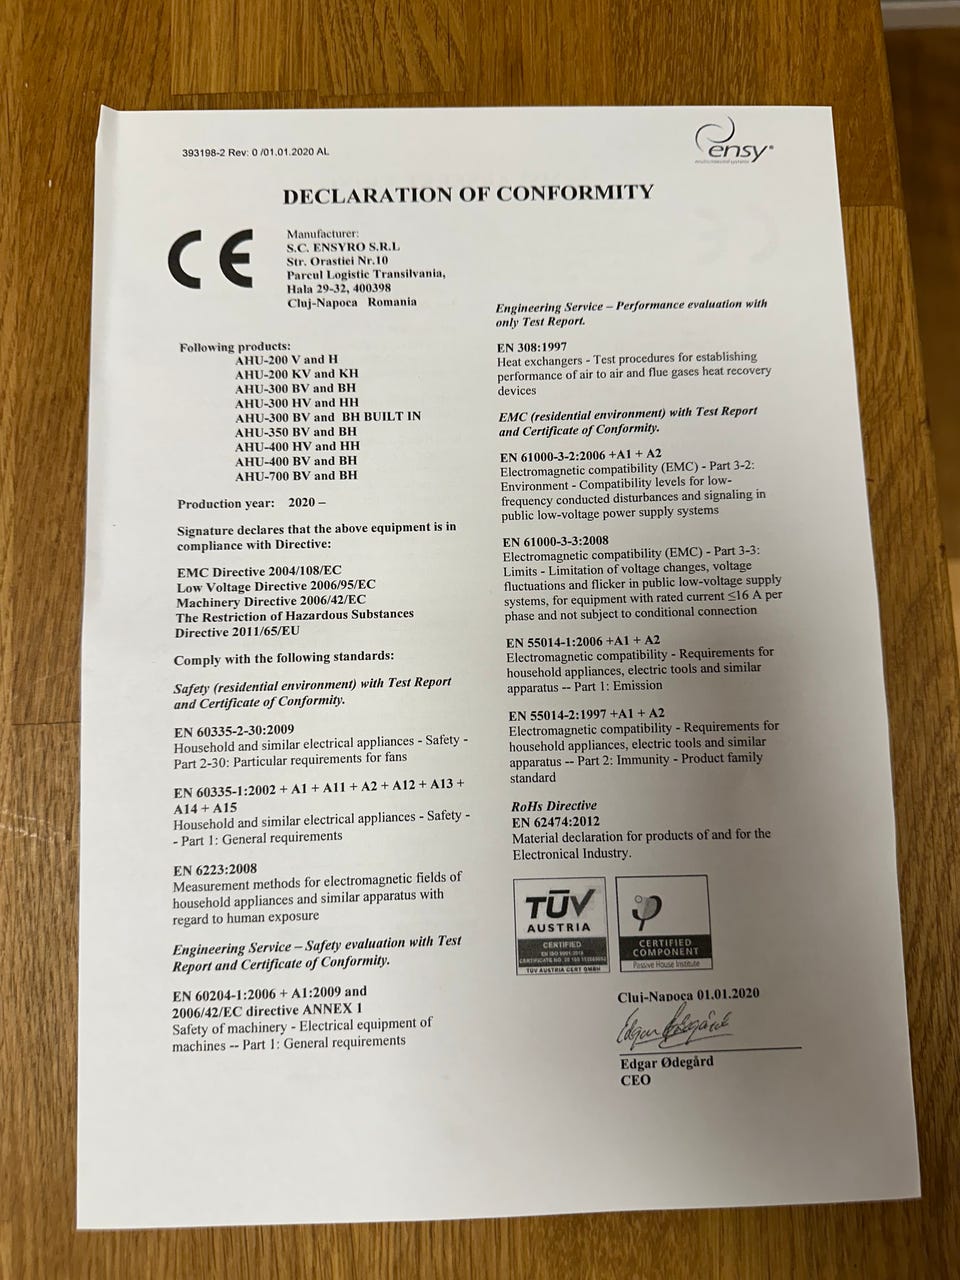 393198-2 Rev: 0 /01.01.2020 AL
ensy®
DECLARATION OF CONFORMITY
CE
Manufacturer:
S.C. ENSYRO S.R.L
Str. Orastiei Nr.10
Parcul Logistic Transilvania,
Hala 29-32, 400398
Cluj-Napoca Romania
Following products:
AHU-200 V and H
AHU-200 KV and KH
AHU-300 BV and BH
AHU-300 HV and HH
AHU-300 BV and BH BUILT IN
AHU-350 BV and BH
AHU-400 HV and HH
AHU-400 BV and BH
AHU-700 BV and BH
Production year: 2020 –
Signature declares that the above equipment is in
compliance with Directive:
EMC Directive 2004/108/EC
Low Voltage Directive 2006/95/EC
Machinery Directive 2006/42/EC
The Restriction of Hazardous Substances
Directive 2011/65/EU
Comply with the following standards:
Safety (residential environment) with Test Report
and Certificate of Conformity.
EN 60335-2-30:2009
Household and similar electrical appliances - Safety -
Part 2-30: Particular requirements for fans
EN 60335-1:2002 + A1 + A11 + A2 + A12 + A13 +
A14 + A15
Household and similar electrical appliances - Safety -
- Part 1: General requirements
EN 6223:2008
Measurement methods for electromagnetic fields of
household appliances and similar apparatus with
regard to human exposure
Engineering Service – Safety evaluation with Test
Report and Certificate of Conformity.
EN 60204-1:2006 + A1:2009 and
2006/42/EC directive ANNEX I
Safety of machinery - Electrical equipment of
machines -- Part 1: General requirements
Engineering Service – Performance evaluation with
only Test Report.
EN 308:1997
Heat exchangers - Test procedures for establishing
performance of air to air and flue gases heat recovery
devices
EMC (residential environment) with Test Report
and Certificate of Conformity.
EN 61000-3-2:2006 +A1 + A2
Electromagnetic compatibility (EMC) - Part 3-2:
Environment - Compatibility levels for low-
frequency conducted disturbances and signaling in
public low-voltage power supply systems
EN 61000-3-3:2008
Electromagnetic compatibility (EMC) - Part 3-3:
Limits - Limitation of voltage changes, voltage
fluctuations and flicker in public low-voltage supply
systems, for equipment with rated current ≤16 A per
phase and not subject to conditional connection
EN 55014-1:2006 +A1 + A2
Electromagnetic compatibility - Requirements for
household appliances, electric tools and similar
apparatus -- Part 1: Emission
EN 55014-2:1997 +A1 + A2
Electromagnetic compatibility - Requirements for
household appliances, electric tools and similar
apparatus -- Part 2: Immunity - Product family
standard
RoHs Directive
EN 62474:2012
Material declaration for products of and for the
Electronical Industry.
TÜV
AUSTRIA
CERTIFIED
TÜV AUSTRIA CERT GMBH
CERTIFIED
COMPONENT
Passive House Institute
Cluj-Napoca 01.01.2020
Edgar Ødegård
Edgar Ødegård
CEO